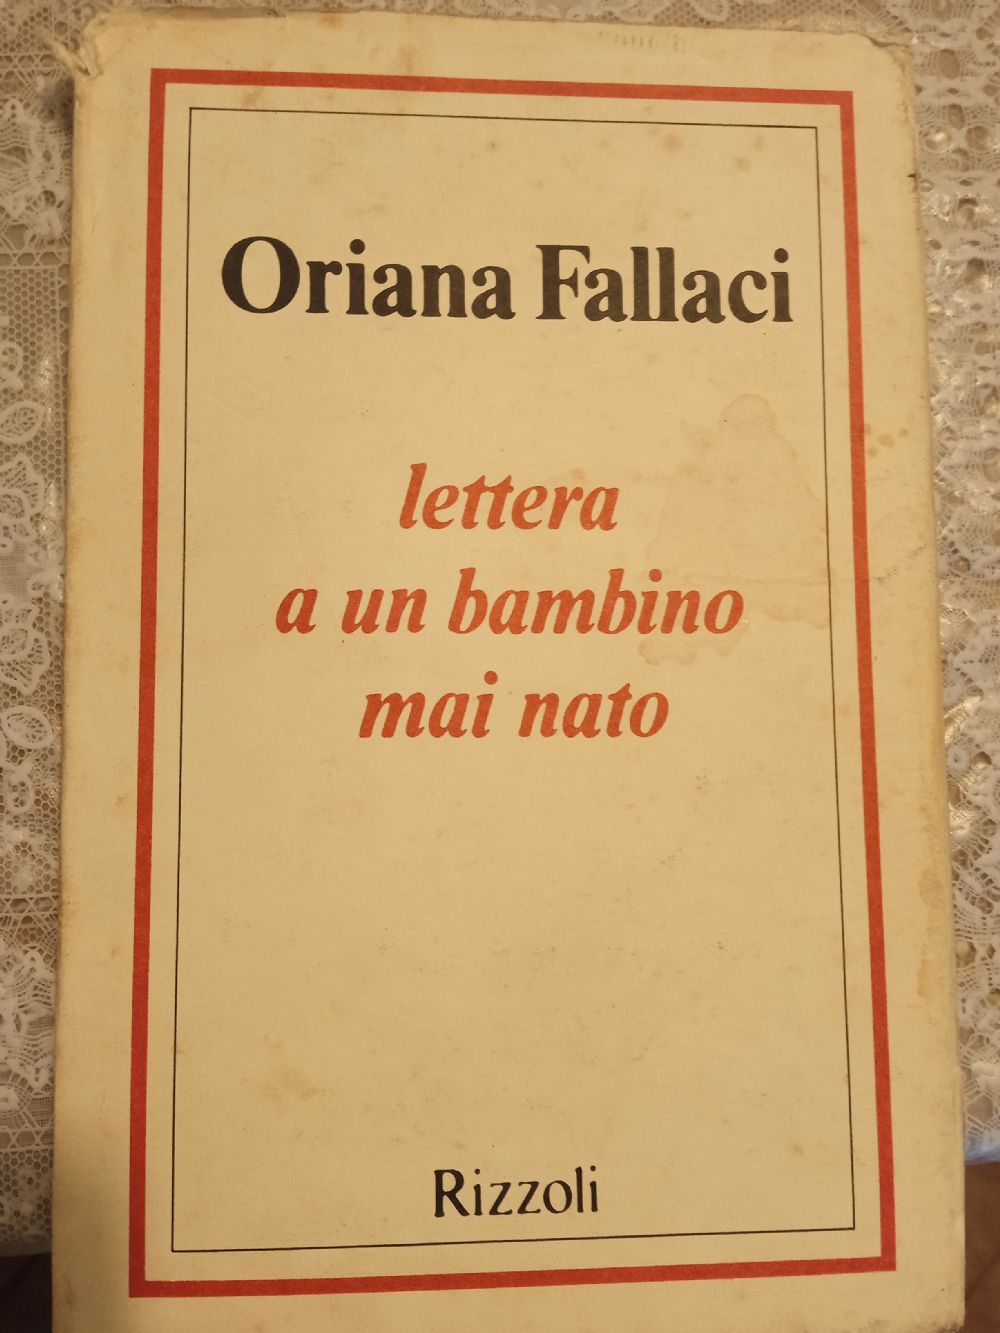 Oriana Fallaci
lettera
a un bambino
mai nato
Rizzoli